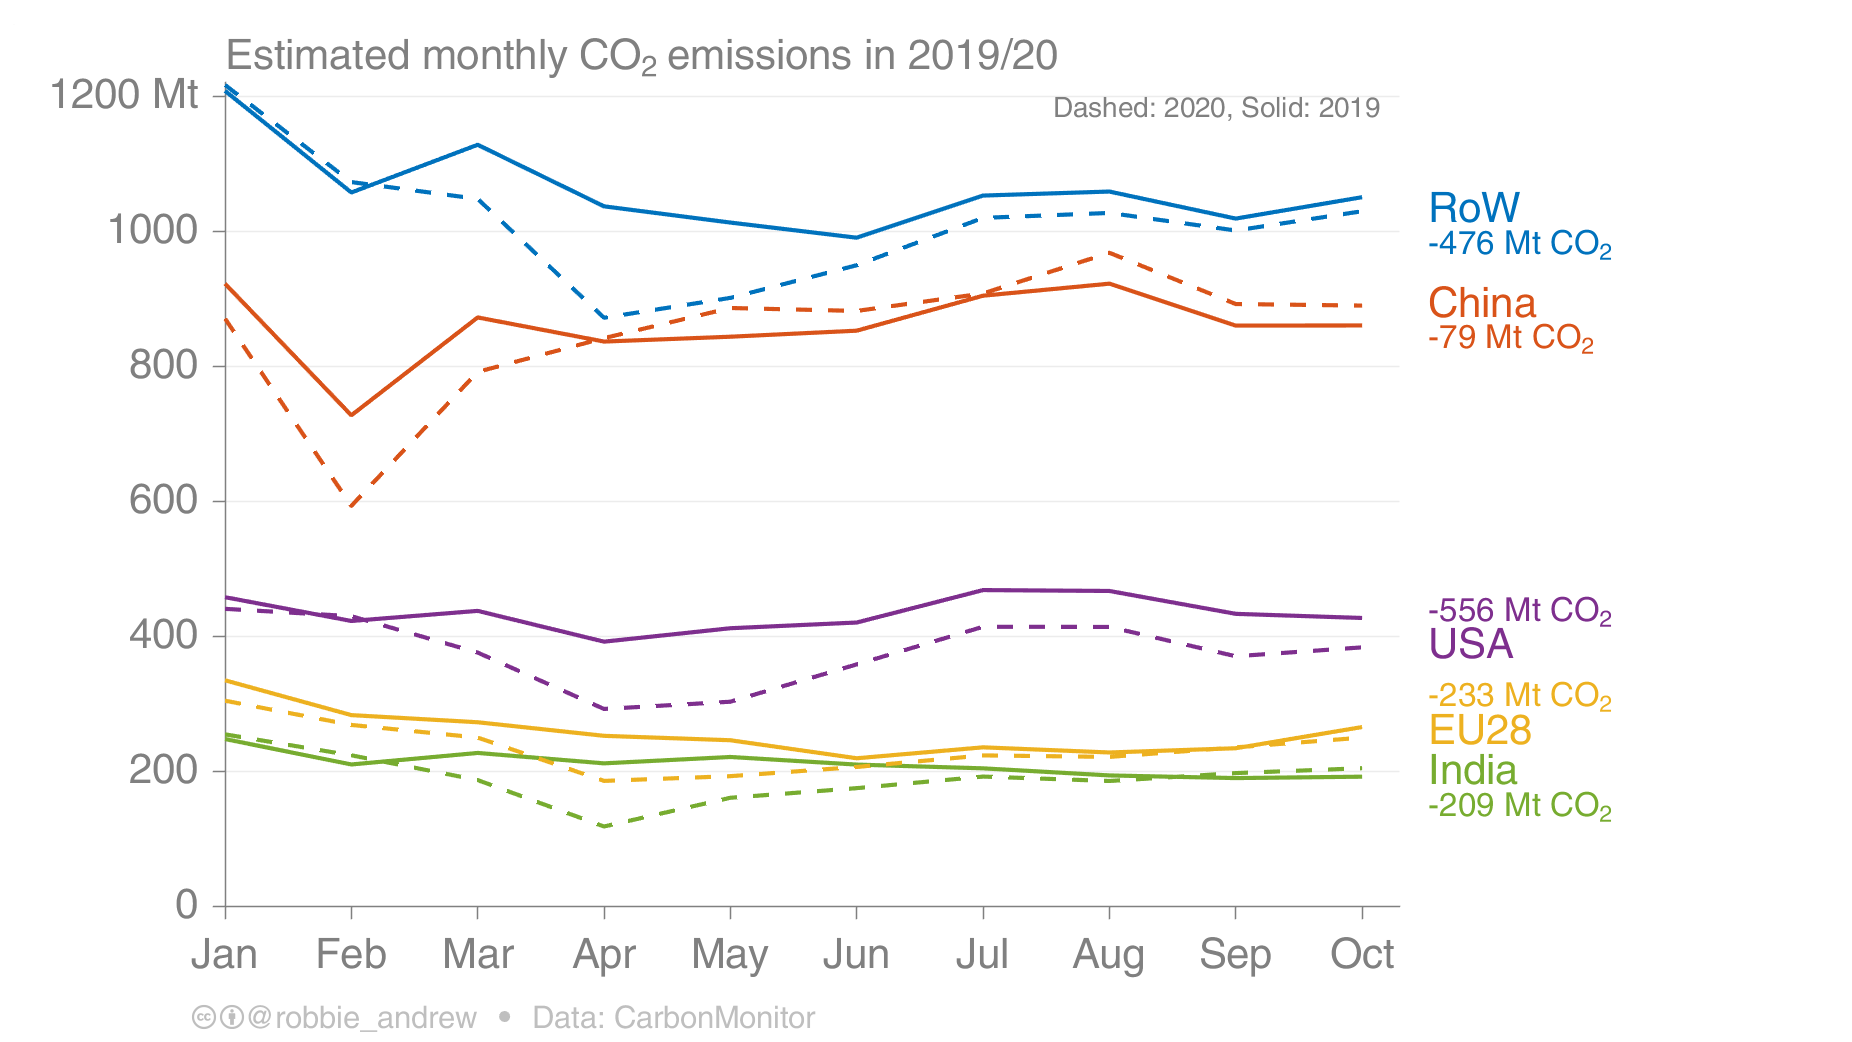 Estimated monthly CO₂ emissions in 2019/20
Dashed: 2020, Solid: 2019
1200 Mt
1000
800
600
400
200
0
RoW
-476 Mt CO₂
China
-79 Mt CO₂
-556 Mt CO₂
USA
-233 Mt CO₂
EU28
India
-209 Mt CO₂
Jan Feb Mar Apr May Jun Jul Aug Sep Oct
cc @robbie_andrew • Data: CarbonMonitor